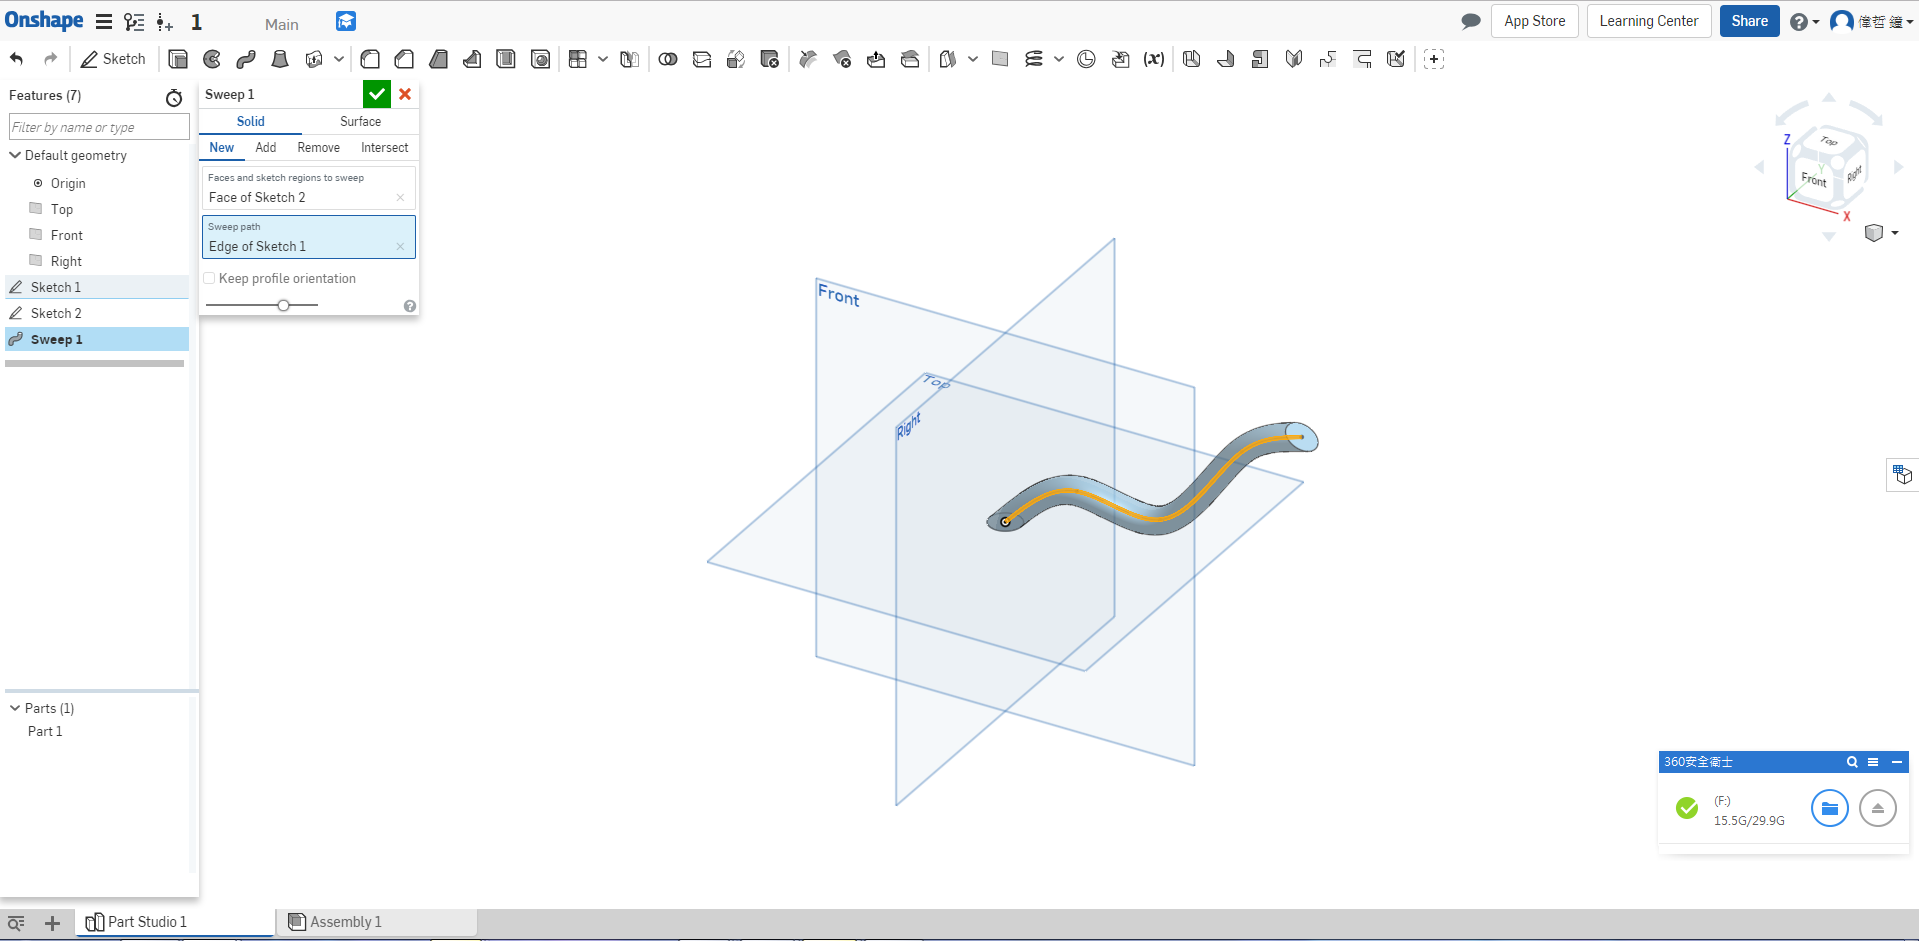 Onshape
1
Main
App Store
Learning Center
Share
?
偉哲 鐘
Sketch
(x)
Features (7)
Filter by name or type
Default geometry
Origin
Top
Front
Right
Sketch 1
Sketch 2
Sweep 1
Sweep 1
Solid
Surface
New
Add
Remove
Intersect
Faces and sketch regions to sweep
Face of Sketch 2
Sweep path
Edge of Sketch 1
Keep profile orientation
?
Front
Top
Right
Z
Top
Y
Front
Right
X
Parts (1)
Part 1
360安全衛士
(F:)
15.5G/29.9G
Part Studio 1
Assembly 1